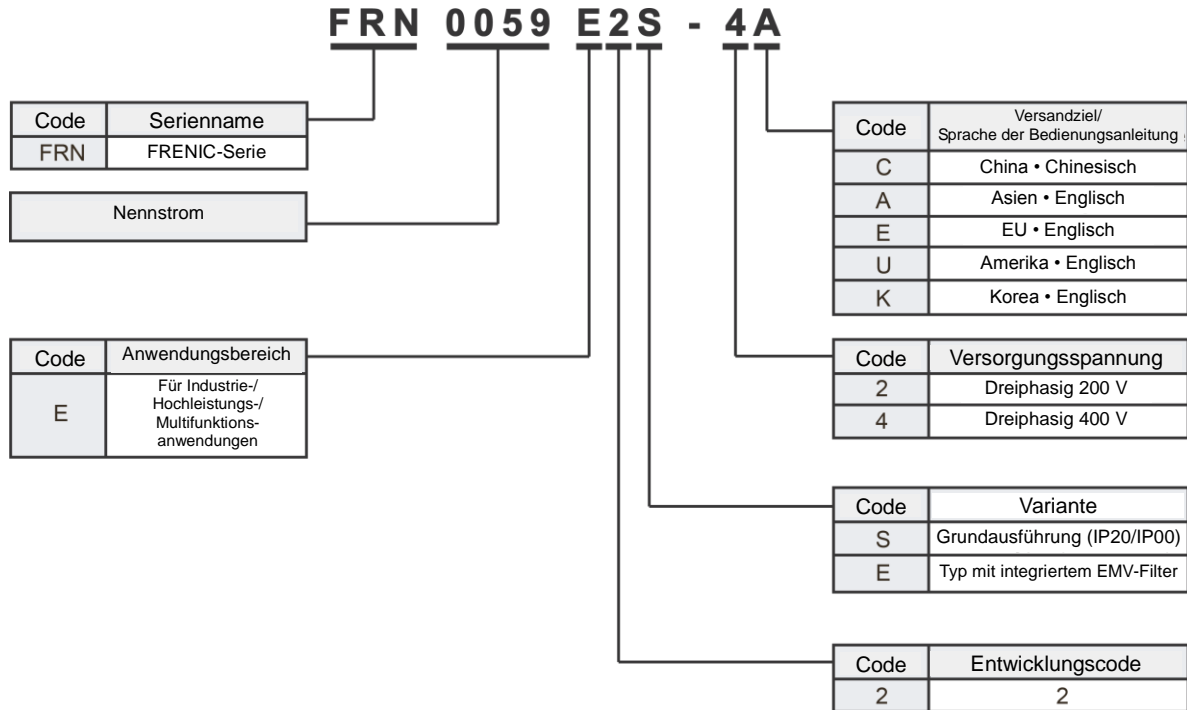 FRN 0059 E2S - 4A
Code Serienname
FRN FRENIC-Serie
Nennstrom
Code Anwendungsbereich
E Für Industrie-/
Hochleistungs-/
Multifunktions-
anwendungen
Code Versandziel/
Sprache der Bedienungsanleitung
C China • Chinesisch
A Asien • Englisch
E EU • Englisch
U Amerika • Englisch
K Korea • Englisch
Code Versorgungsspannung
2 Dreiphasig 200 V
4 Dreiphasig 400 V
Code Variante
S Grundausführung (IP20/IP00)
E Typ mit integriertem EMV-Filter
Code Entwicklungscode
2 2